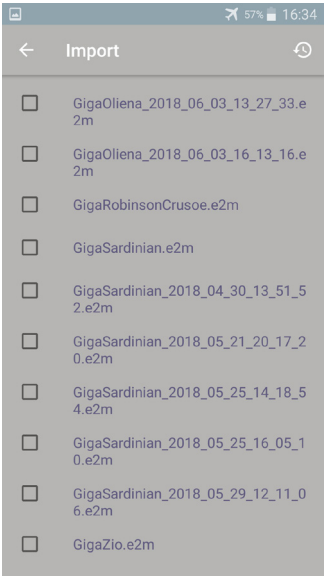 57% 16:34
Import
GigaOliena_2018_06_03_13_27_33.e
2m
GigaOliena_2018_06_03_16_13_16.e
2m
GigaRobinsonCrusoe.e2m
GigaSardinian.e2m
GigaSardinian_2018_04_30_13_51_5
2.e2m
GigaSardinian_2018_05_21_20_17_2
0.e2m
GigaSardinian_2018_05_25_14_18_5
4.e2m
GigaSardinian_2018_05_25_16_05_1
0.e2m
GigaSardinian_2018_05_29_12_11_0
6.e2m
GigaZio.e2m